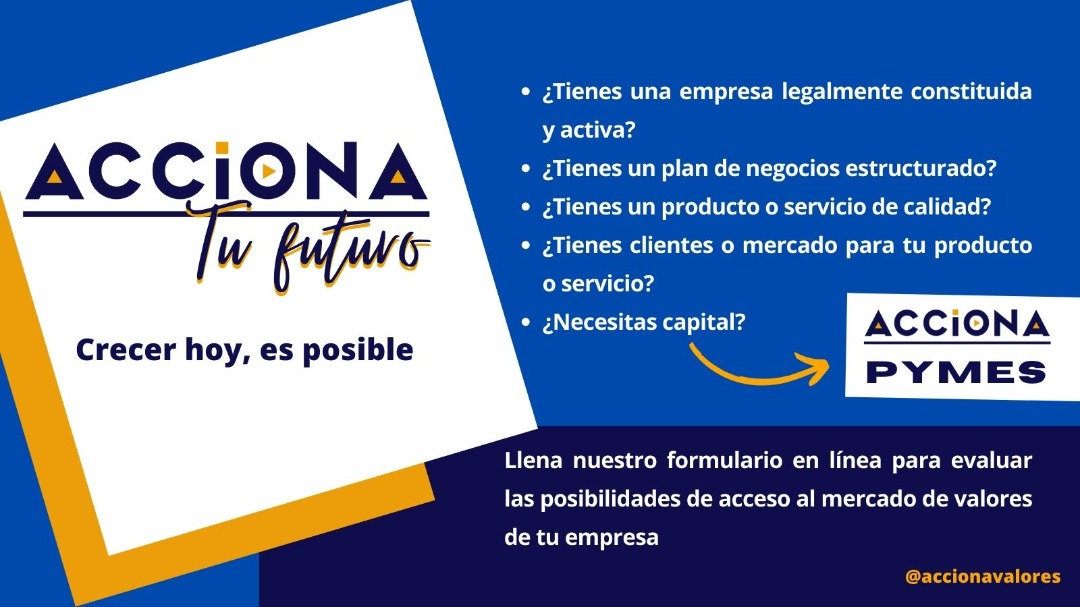 ACCiONA
Tu futuro
Crecer hoy, es posible
• ¿Tienes una empresa legalmente constituida
y activa?
• ¿Tienes un plan de negocios estructurado?
• ¿Tienes un producto o servicio de calidad?
• ¿Tienes clientes o mercado para tu producto
o servicio?
• ¿Necesitas capital?
ACCiONA
PYMES
Llena nuestro formulario en línea para evaluar
las posibilidades de acceso al mercado de valores
de tu empresa
@accionavalores